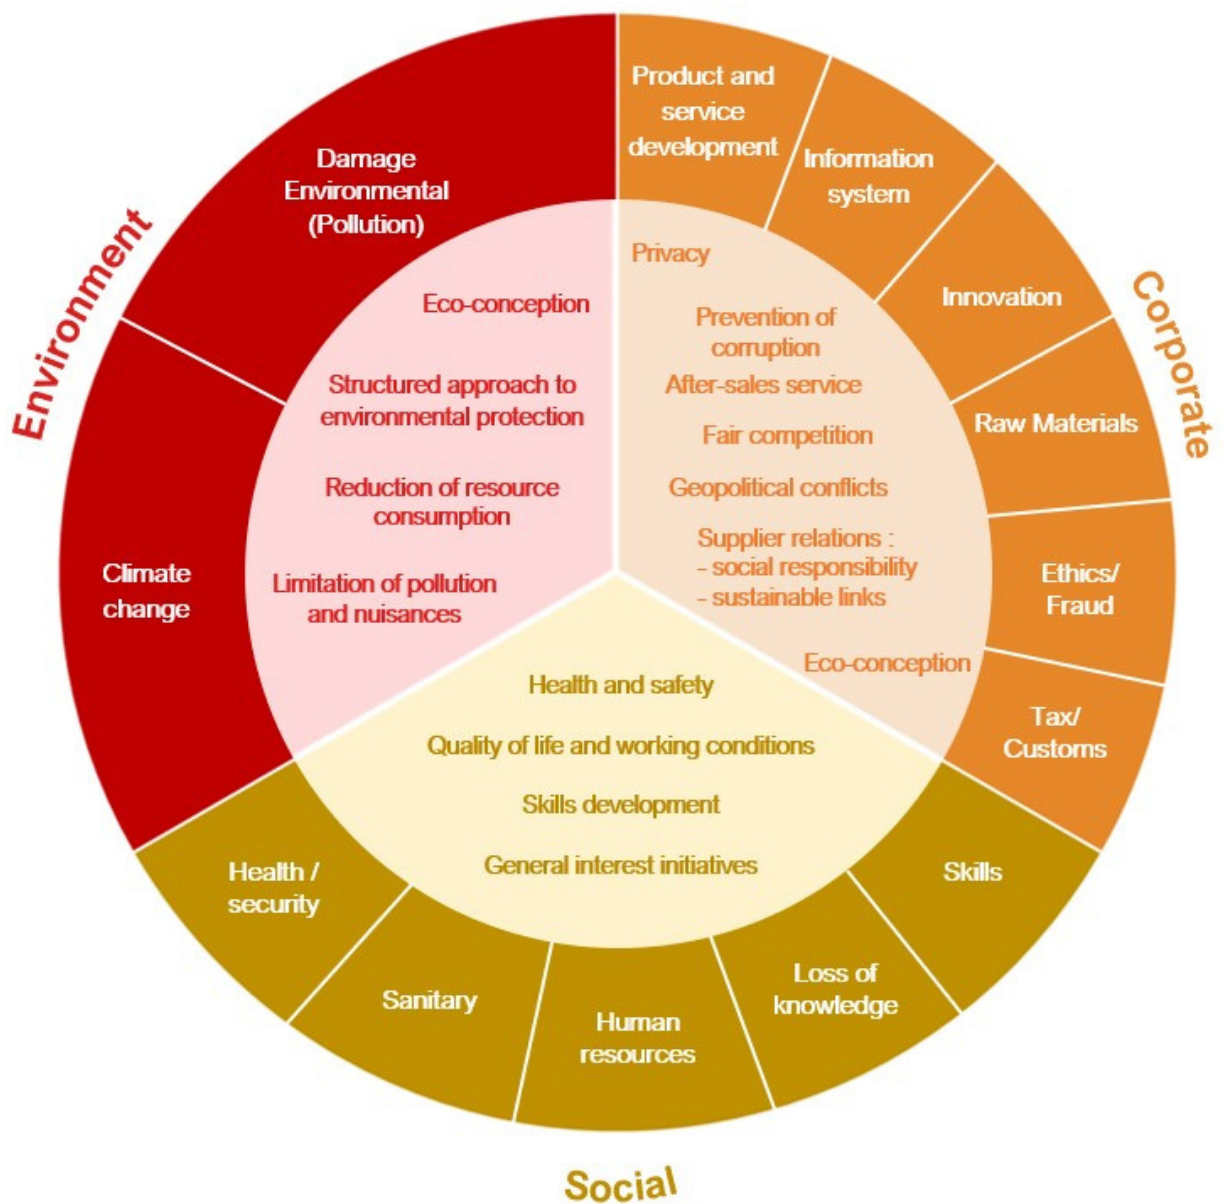 Environment
Damage
Environmental
(Pollution)
Climate
change
Eco-conception
Structured approach to
environmental protection
Reduction of resource
consumption
Limitation of pollution
and nuisances
Corporate
Product and
service
development
Information
system
Innovation
Raw Materials
Ethics/
Fraud
Tax/
Customs
Privacy
Prevention of
corruption
After-sales service
Fair competition
Geopolitical conflicts
Supplier relations :
- social responsibility
- sustainable links
Eco-conception
Health and safety
Quality of life and working conditions
Skills development
General interest initiatives
Health /
security
Sanitary
Human
resources
Loss of
knowledge
Skills
Social